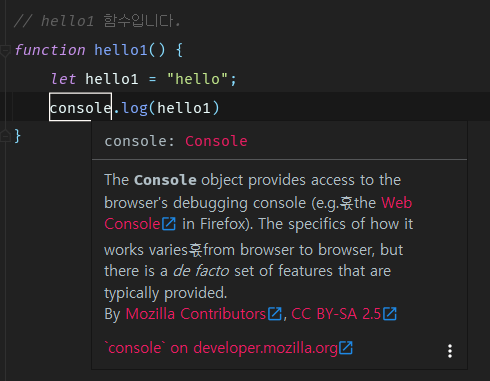 // hello1 함수입니다.
function hello1() {
let hello1 = "hello";
console.log(hello1)
}
console: Console
The Console object provides access to the
browser's debugging console (e.g.훗the Web
Console in Firefox). The specifics of how it
works varies훗from browser to browser, but
there is a de facto set of features that are
typically provided.
By Mozilla Contributors, CC BY-SA 2.5
`console` on developer.mozilla.org